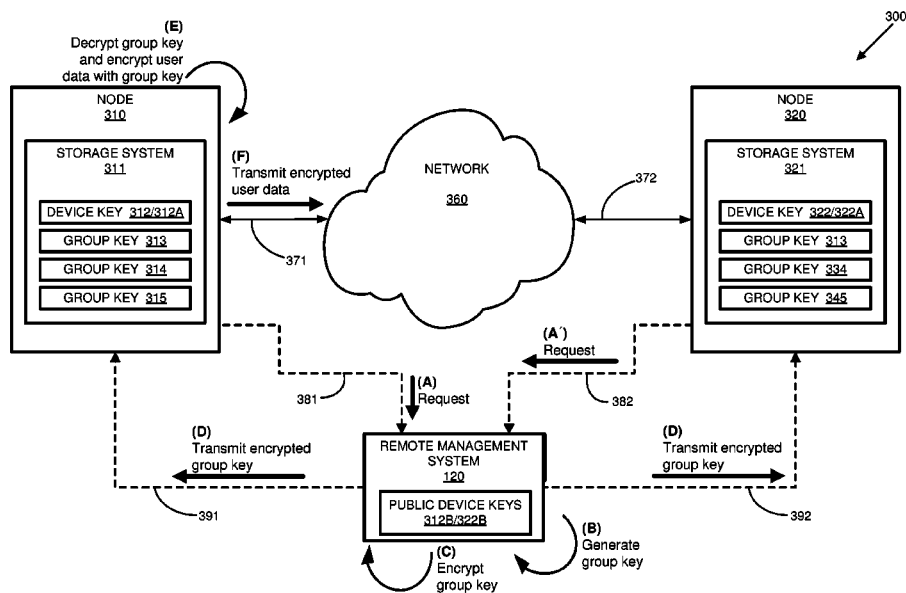 300
(E)
Decrypt group key
and encrypt user
data with group key
NODE
310
STORAGE SYSTEM
311
DEVICE KEY 312/312A
GROUP KEY 313
GROUP KEY 314
GROUP KEY 315
(F)
Transmit encrypted
user data
371
NETWORK
360
372
NODE
320
STORAGE SYSTEM
321
DEVICE KEY 322/322A
GROUP KEY 313
GROUP KEY 334
GROUP KEY 345
381
(A)
Request
(A´)
Request
382
(D)
Transmit encrypted
group key
391
REMOTE MANAGEMENT
SYSTEM
120
PUBLIC DEVICE KEYS
312B/322B
(D)
Transmit encrypted
group key
392
(C)
Encrypt
group key
(B)
Generate
group key